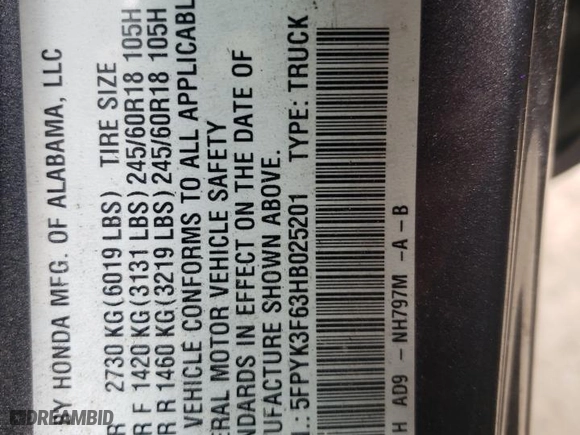 BY HONDA MFG. OF ALABAMA, LLC
2730 KG(6019 LBS) TIRE SIZE
F 1420 KG(3131 LBS) 245/60R18 105H
R 1460 KG(3219 LBS) 245/60R18 105H
VEHICLE CONFORMS TO ALL APPLICABL
ERAL MOTOR VEHICLE SAFETY
NDARDS IN EFFECT ON THE DATE OF
UFACTURE SHOWN ABOVE.
.: 5FPYK3F63HB025201 TYPE: TRUCK
H AD9 - NH797M -A -B
DREAMBID